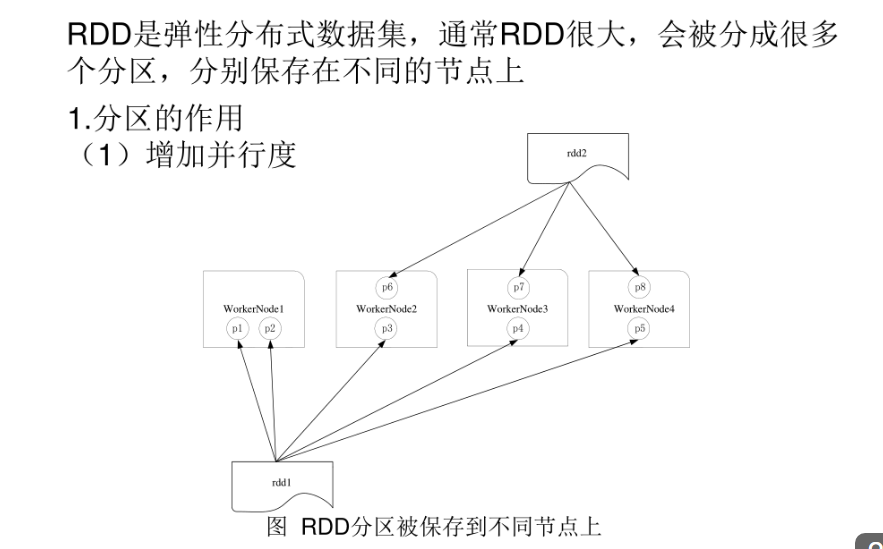 RDD是弹性分布式数据集，通常RDD很大，会被分成很多
个分区，分别保存在不同的节点上
1.分区的作用
（1）增加并行度
rdd2
p6
p7
p8
WorkerNode1
WorkerNode2
WorkerNode3
WorkerNode4
p1
p2
p3
p4
p5
rdd1
图 RDD分区被保存到不同节点上